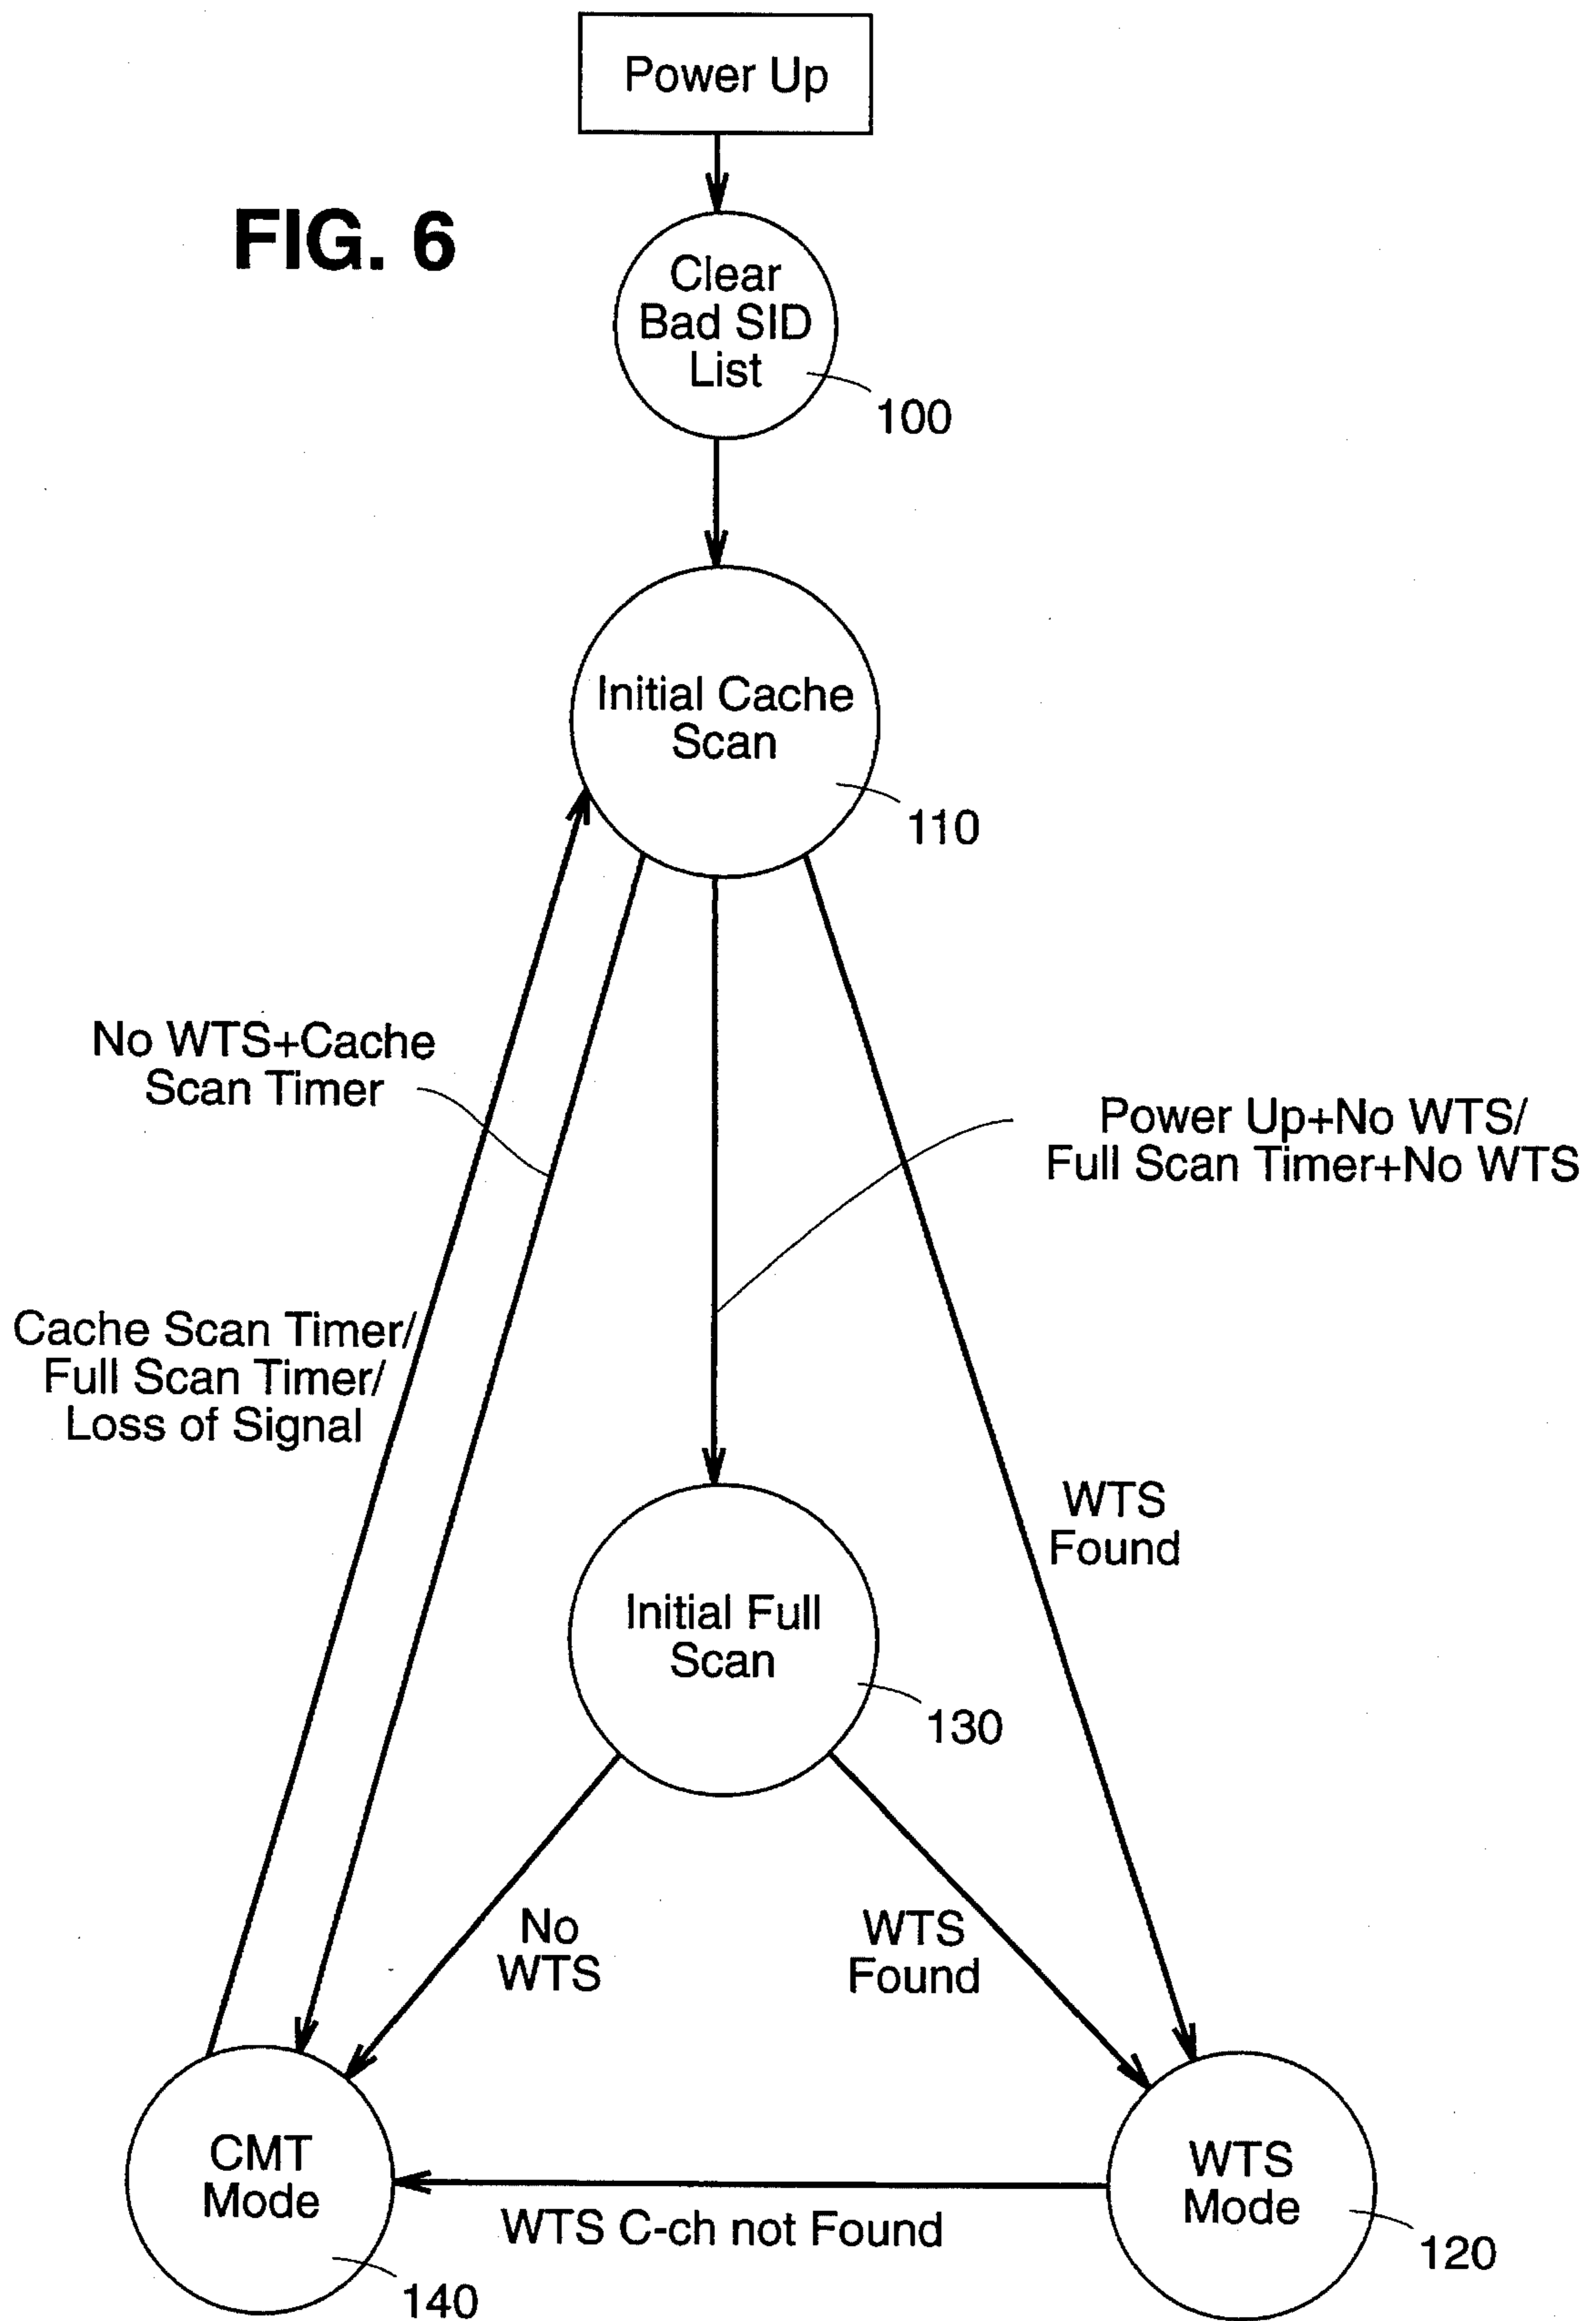 Power Up
FIG. 6
Clear
Bad SID
List
100
Initial Cache
Scan
110
No WTS+Cache
Scan Timer
Power Up+No WTS/
Full Scan Timer+No WTS
Cache Scan Timer/
Full Scan Timer/
Loss of Signal
WTS
Found
Initial Full
Scan
130
No
WTS
WTS
Found
CMT
Mode
WTS
Mode
WTS C-ch not Found
120
140